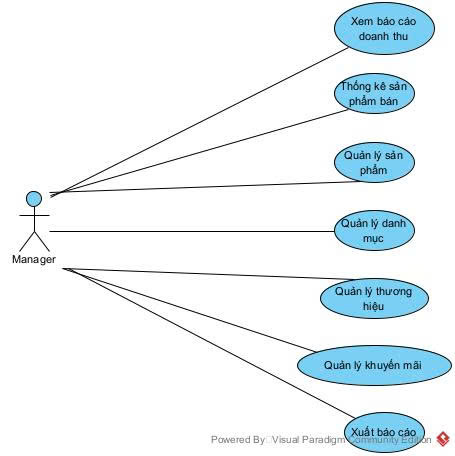 Xem báo cáo
doanh thu
Thống kê sản
phẩm bán
Quản lý sản
phẩm
Quản lý danh
mục
Manager
Quản lý thương
hiệu
Quản lý khuyến mãi
Xuất báo cáo
Powered By Visual Paradigm Community Edition